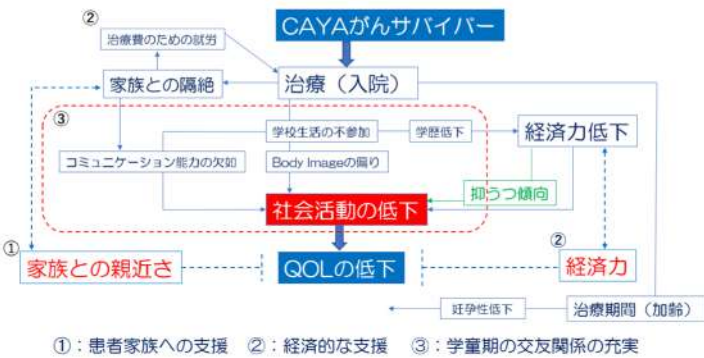 CAYAがんサバイバー
②
治療費のための就労
家族との隔絶
治療（入院）
③
学校生活の不参加
学歴低下
経済力低下
コミュニケーション能力の欠如
Body Imageの偏り
抑うつ傾向
社会活動の低下
①
家族との親近さ
QOLの低下
②
経済力
妊孕性低下
治療期間（加齢）
①：患者家族への支援　②：経済的な支援　③：学童期の交友関係の充実